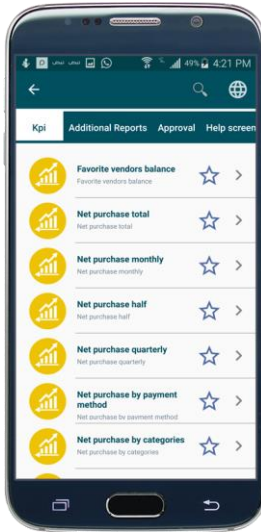 49% 4:21 PM
Kpi Additional Reports Approval Help screen
Favorite vendors balance
Favorite vendors balance
Net purchase total
Net purchase total
Net purchase monthly
Net purchase monthly
Net purchase half
Net purchase half
Net purchase quarterly
Net purchase quarterly
Net purchase by payment
method
Net purchase by payment method
Net purchase by categories
Net purchase by categories